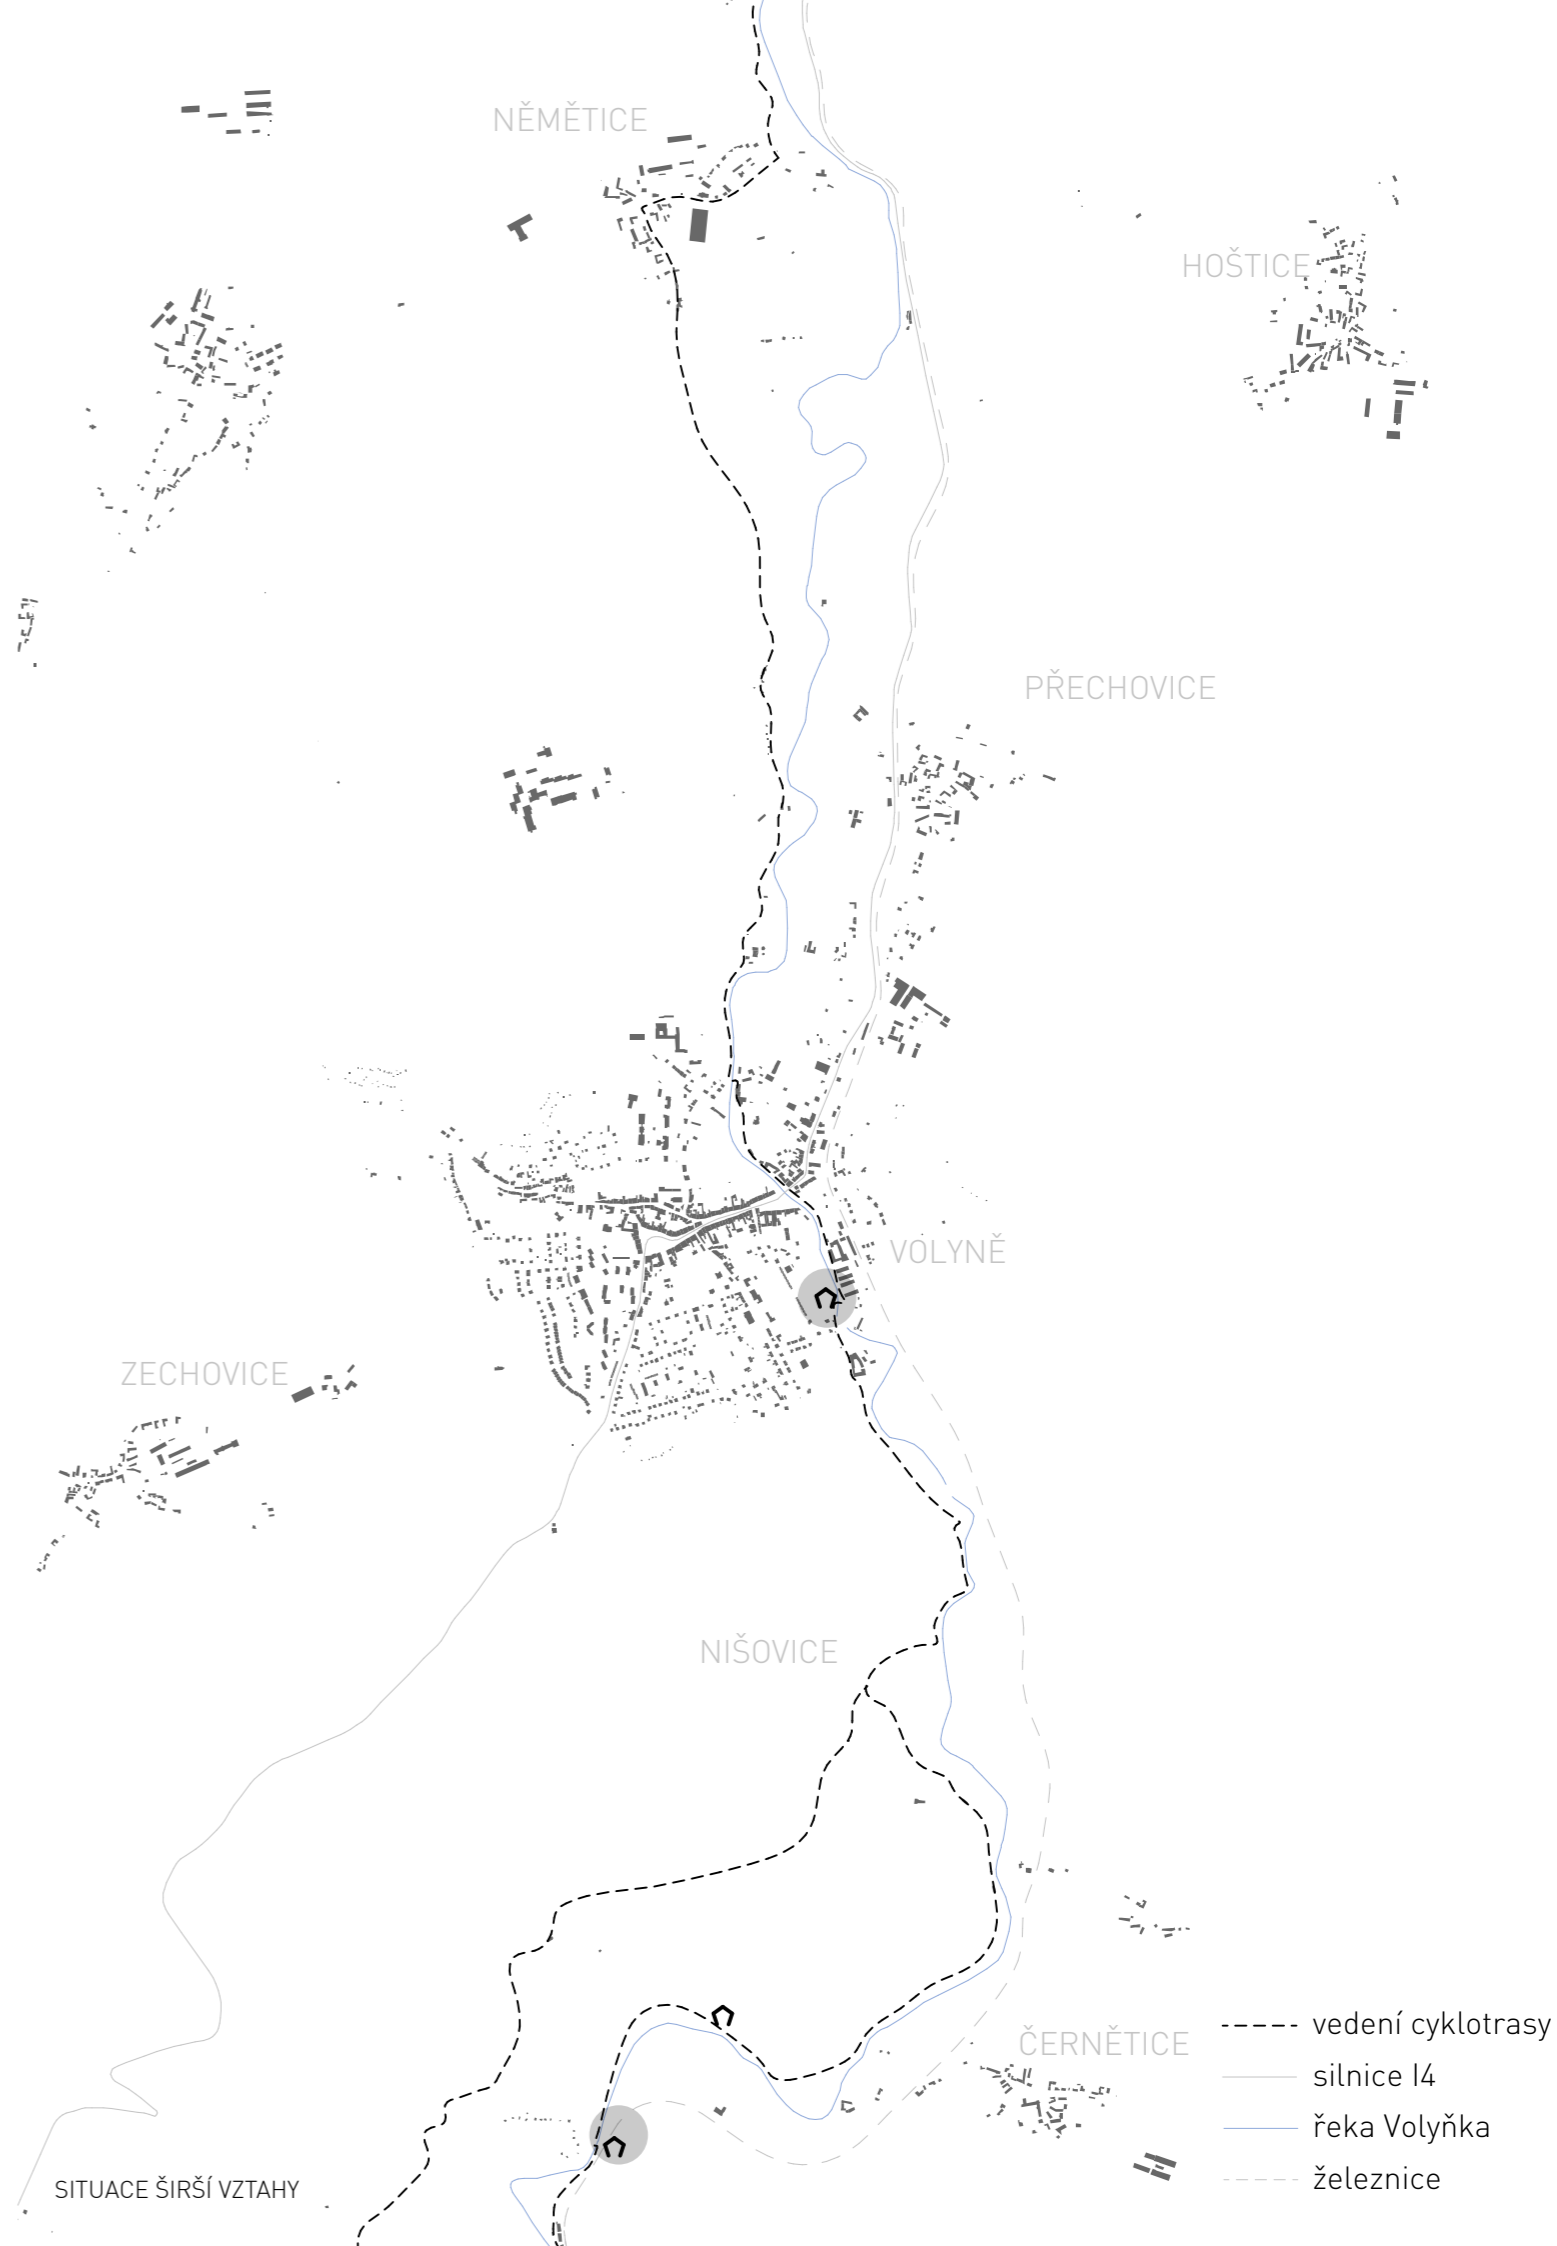 NĚMĚTICE
HOŠTICE
PŘECHOVICE
VOLYNĚ
ZECHOVICE
NIŠOVICE
ČERNĚTICE
vedení cyklotrasy
silnice I4
řeka Volyňka
železnice
SITUACE ŠIRŠÍ VZTAHY